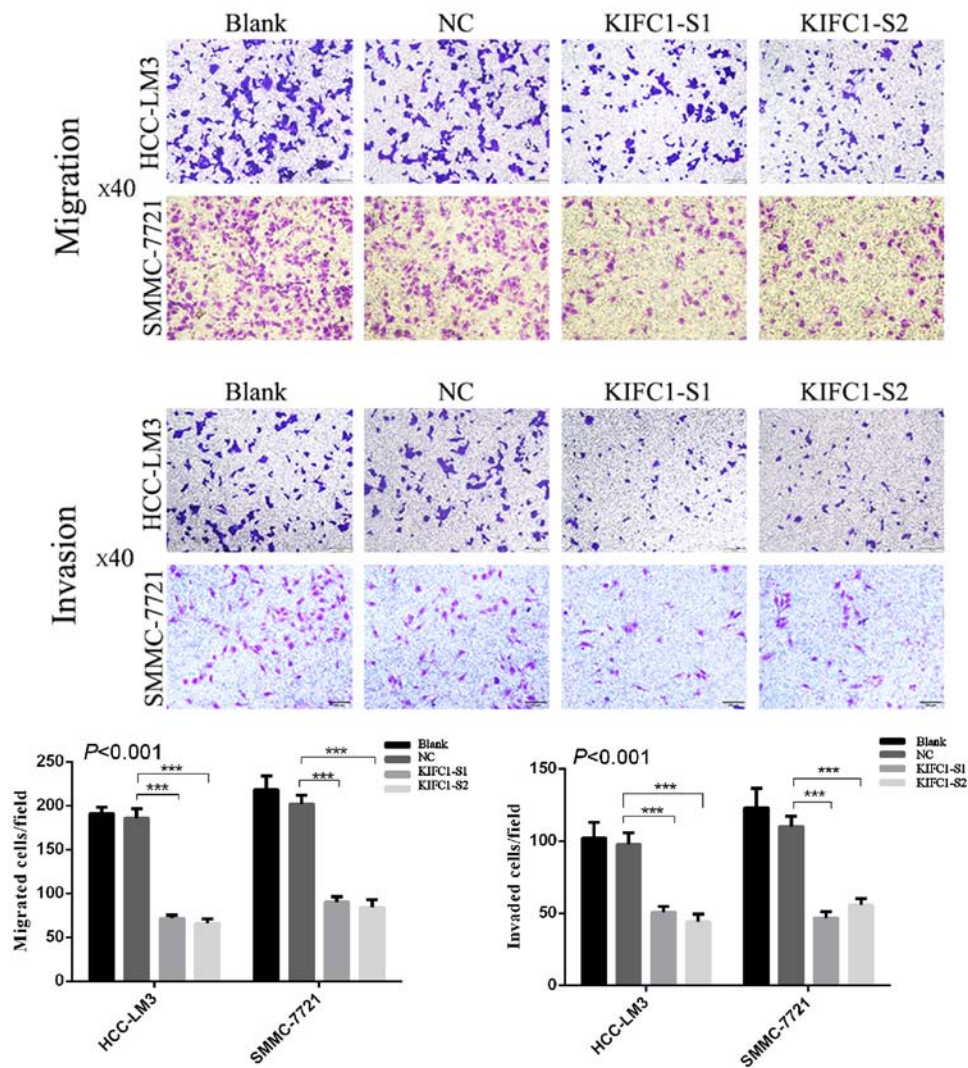 Blank NC KIFC1-S1 KIFC1-S2
Migration
x40
HCC-LM3
SMMC-7721
Blank NC KIFC1-S1 KIFC1-S2
Invasion
x40
HCC-LM3
SMMC-7721
P<0.001
Blank
NC
KIFC1-S1
KIFC1-S2
*** ***
*** ***
Migrated cells/field
250
200
150
100
50
0
HCC-LM3 SMMC-7721
P<0.001
Blank
NC
KIFC1-S1
KIFC1-S2
*** ***
*** ***
Invaded cells/field
150
100
50
0
HCC-LM3 SMMC-7721